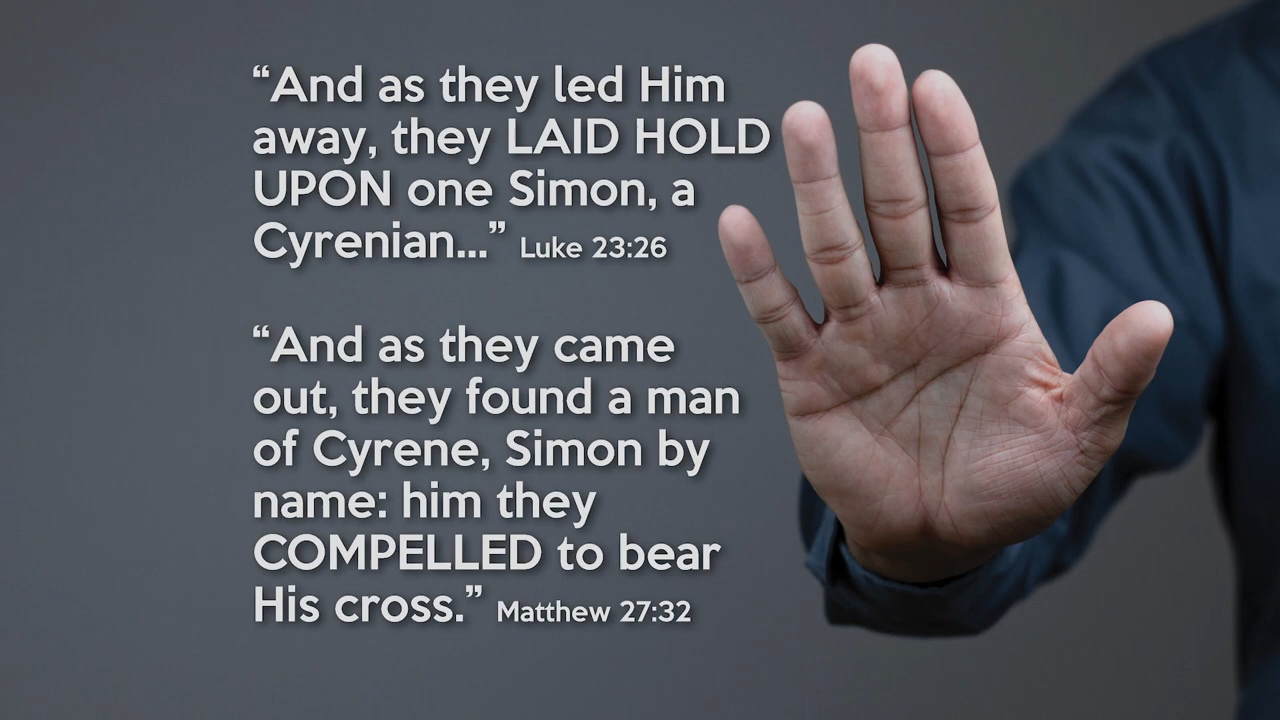 “And as they led Him
away, they LAID HOLD
UPON one Simon, a
Cyrenian...” Luke 23:26
“And as they came
out, they found a man
of Cyrene, Simon by
name: him they
COMPELLED to bear
His cross.” Matthew 27:32